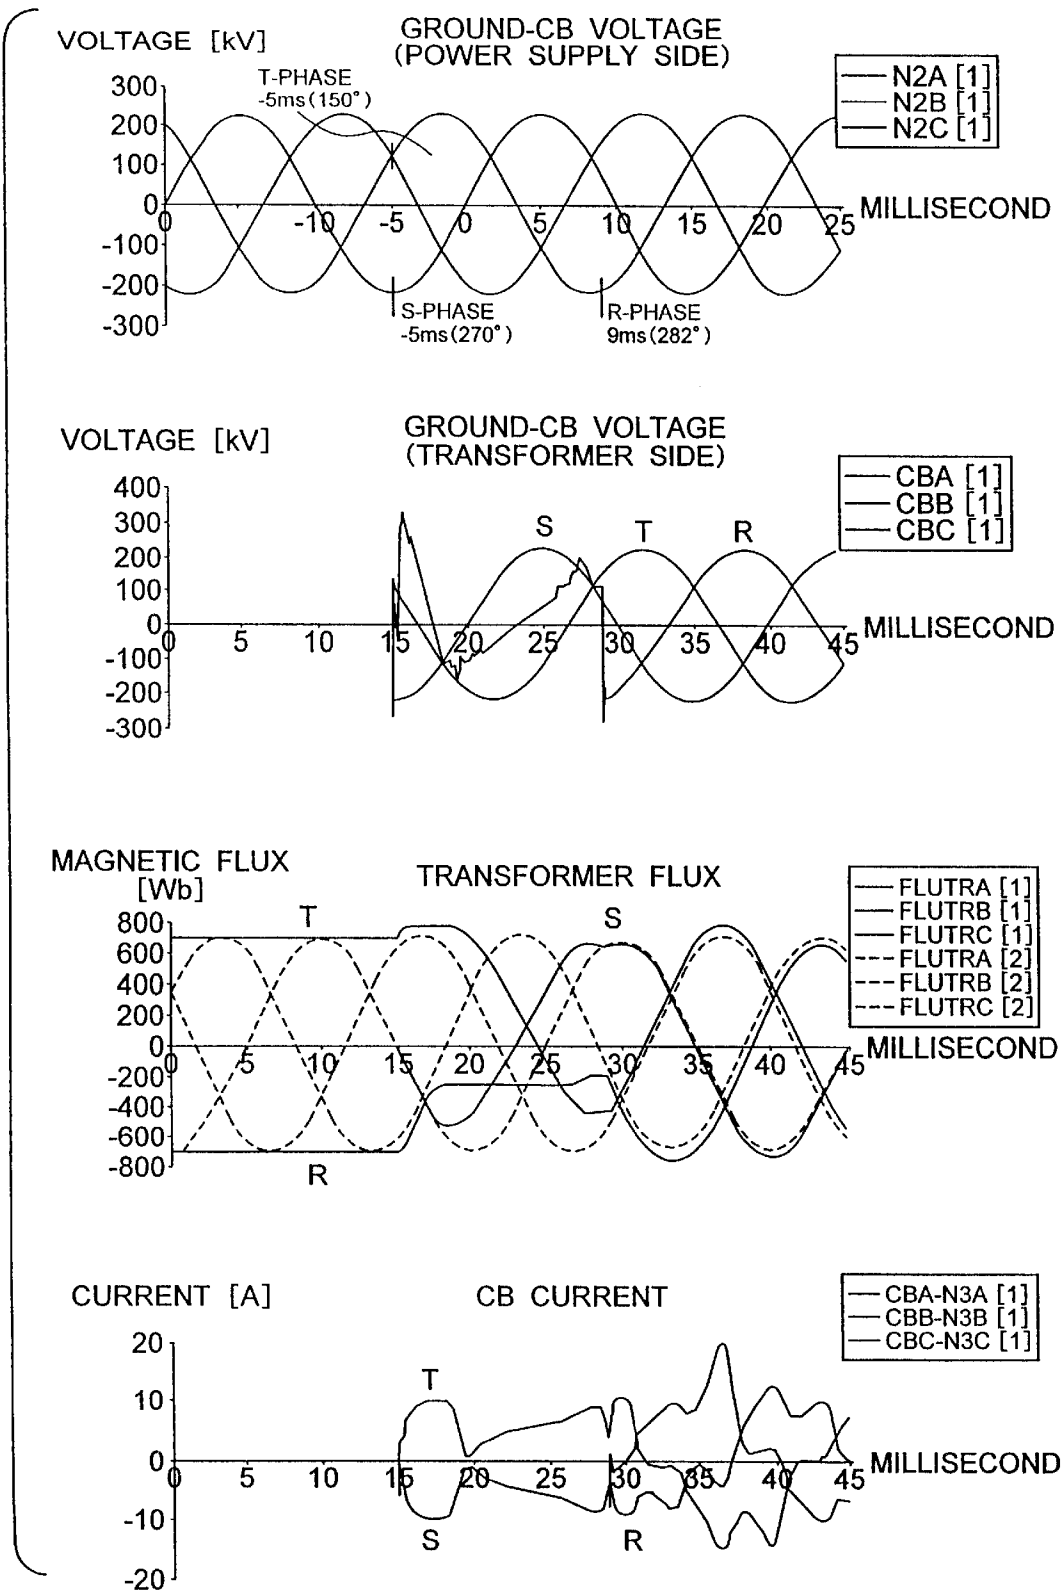 VOLTAGE [kV]
GROUND-CB VOLTAGE
(POWER SUPPLY SIDE)
T-PHASE
-5ms(150°)
N2A [1]
N2B [1]
N2C [1]
300
200
100
0
-100
-200
-300
0 -10 -5 0 5 10 15 20 25
MILLISECOND
S-PHASE
-5ms(270°)
R-PHASE
9ms(282°)
VOLTAGE [kV]
GROUND-CB VOLTAGE
(TRANSFORMER SIDE)
CBA [1]
CBB [1]
CBC [1]
400
300
200
100
0
-100
-200
-300
S T R
0 5 10 15 20 25 30 35 40 45
MILLISECOND
MAGNETIC FLUX
[Wb]
TRANSFORMER FLUX
FLUTRA [1]
FLUTRB [1]
FLUTRC [1]
FLUTRA [2]
FLUTRB [2]
FLUTRC [2]
T S
800
600
400
200
0
-200
-400
-600
-800
0 5 10 15 20 25 30 35 40 45
MILLISECOND
R
CURRENT [A]
CB CURRENT
CBA-N3A [1]
CBB-N3B [1]
CBC-N3C [1]
20
10
0
-10
-20
T
0 5 10 15 20 25 30 35 40 45
MILLISECOND
S R